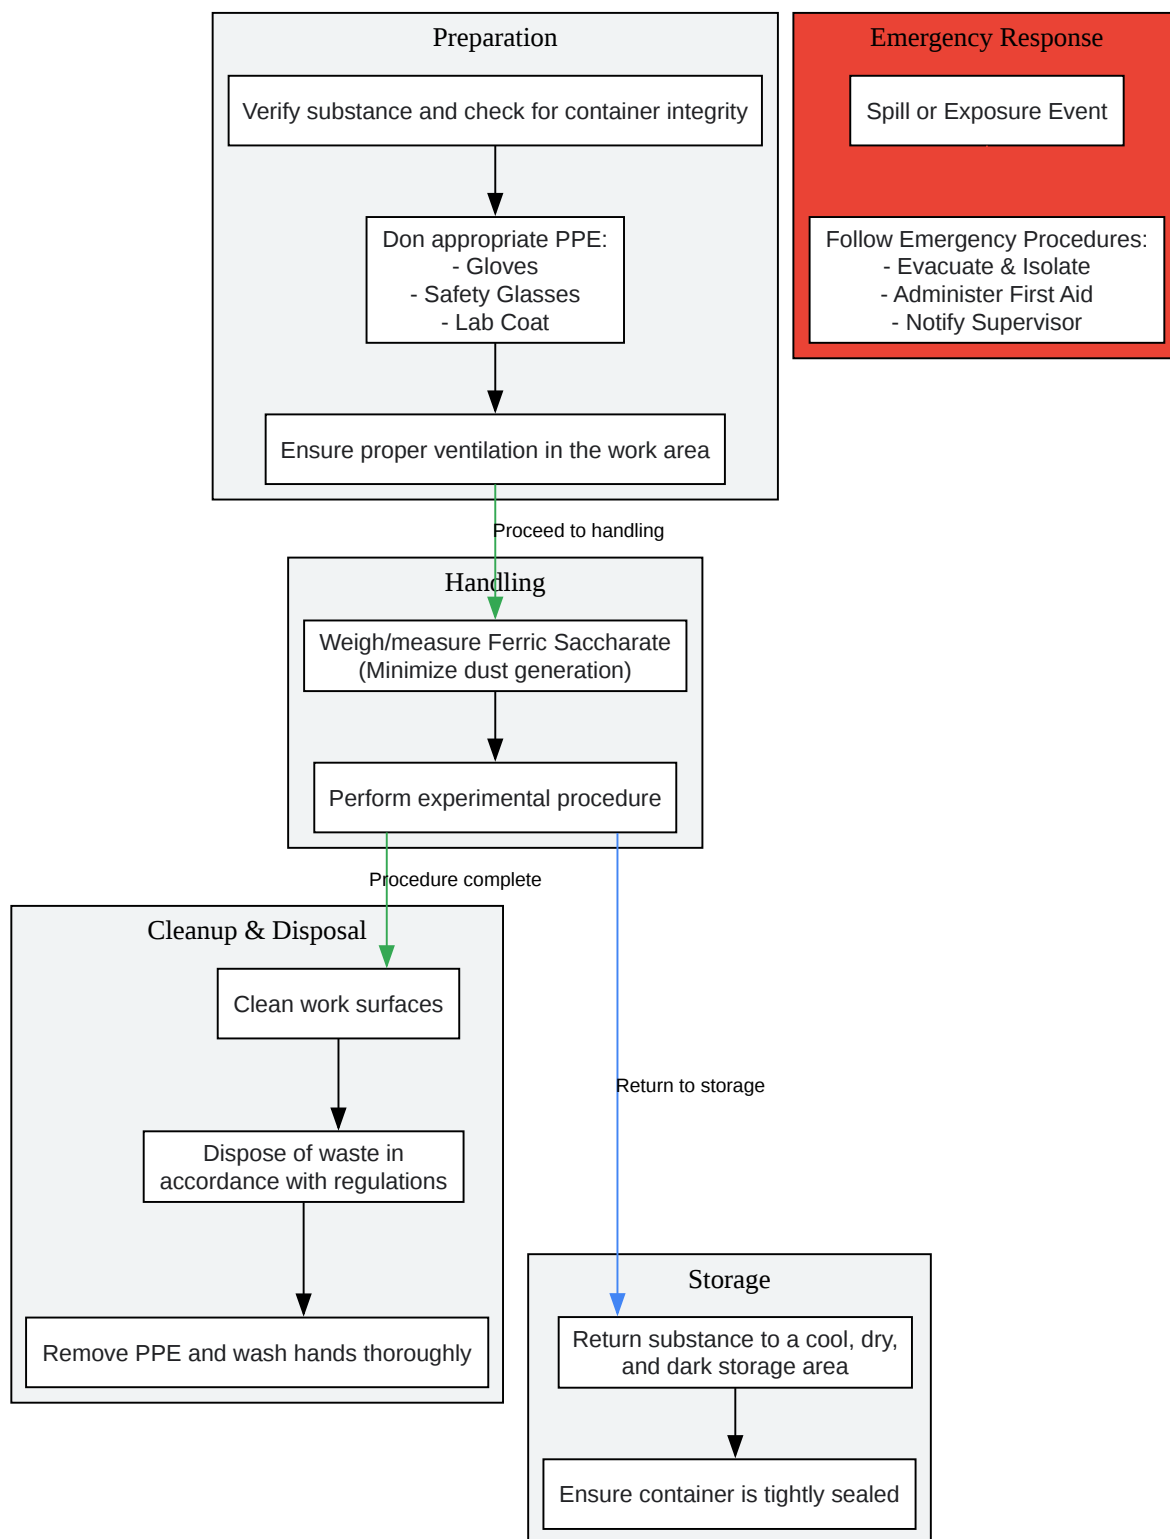 Preparation
Verify substance and check for container integrity
Don appropriate PPE:
- Gloves
- Safety Glasses
- Lab Coat
Ensure proper ventilation in the work area
Emergency Response
Spill or Exposure Event
Follow Emergency Procedures:
- Evacuate & Isolate
- Administer First Aid
- Notify Supervisor
Proceed to handling
Handling
Weigh/measure Ferric Saccharate
(Minimize dust generation)
Perform experimental procedure
Procedure complete
Cleanup & Disposal
Clean work surfaces
Dispose of waste in
accordance with regulations
Remove PPE and wash hands thoroughly
Return to storage
Storage
Return substance to a cool, dry,
and dark storage area
Ensure container is tightly sealed